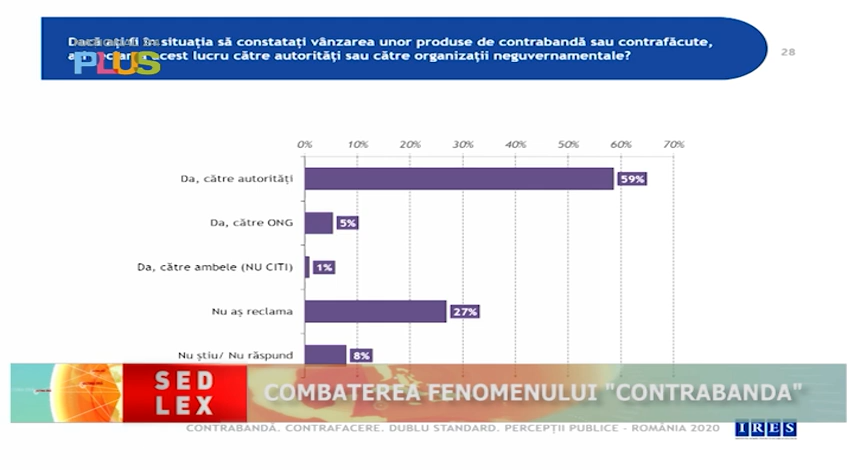 Dacă ați fi în situația să constatați vânzarea unor produse de contrabandă sau contrafăcute,
acest lucru către autorități sau către organizații neguvernamentale?
PLUS
28
0% 10% 20% 30% 40% 50% 60% 70%
Da, către autorități 59%
Da, către ONG 5%
Da, către ambele (NU CITI) 1%
Nu aș reclama 27%
Nu știu/ Nu răspund 8%
SED
LEX
COMBATEREA FENOMENULUI "CONTRABANDA"
CONTRABANDĂ. CONTRAFACERE. DUBLU STANDARD. PERCEPȚII PUBLICE - ROMÂNIA 2020
IRES